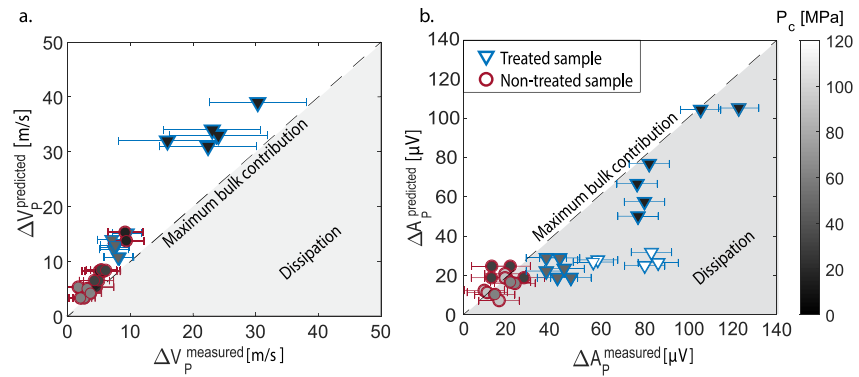 a.
50
40
30
20
10
0
0
10
20
30
40
50
ΔV_P^predicted [m/s]
ΔV_P^measured [m/s]
Maximum bulk contribution
Dissipation
b.
140
120
100
80
60
40
20
0
0
20
40
60
80
100
120
140
ΔA_P^predicted [μV]
ΔA_P^measured [μV]
Treated sample
Non-treated sample
Maximum bulk contribution
Dissipation
P_c [MPa]
120
100
80
60
40
20
0